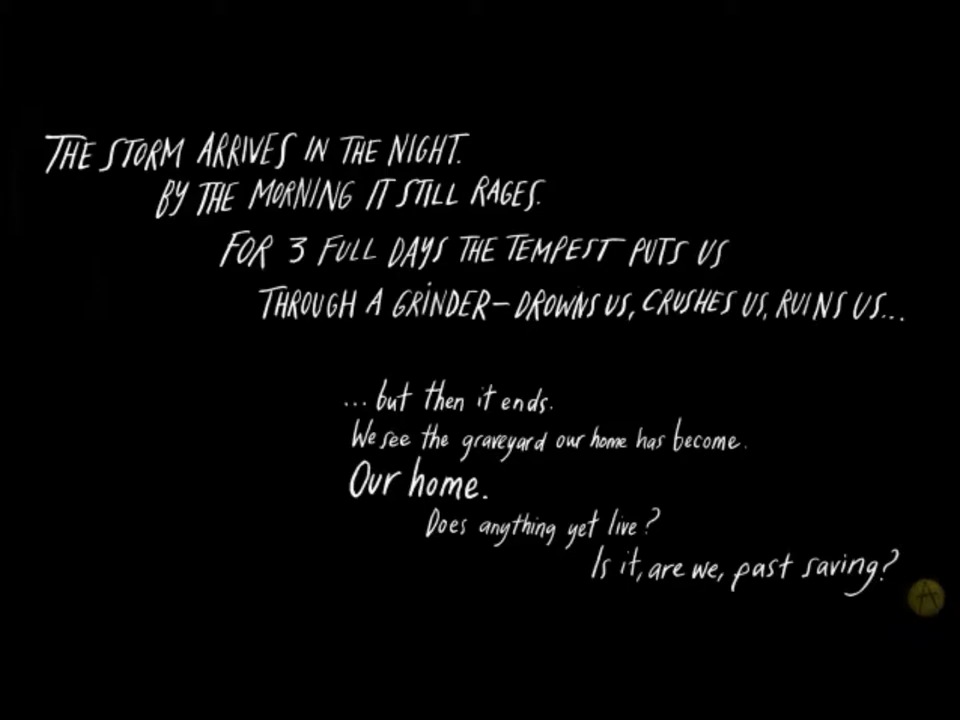 THE STORM ARRIVES IN THE NIGHT.
BY THE MORNING IT STILL RAGES.
FOR 3 FULL DAYS THE TEMPEST PUTS US
THROUGH A GRINDER – DROWNS US, CRUSHES US, RUINS US...
...but then it ends.
We see the graveyard our home has become.
Our home.
Does anything yet live?
Is it, are we, past saving?
A